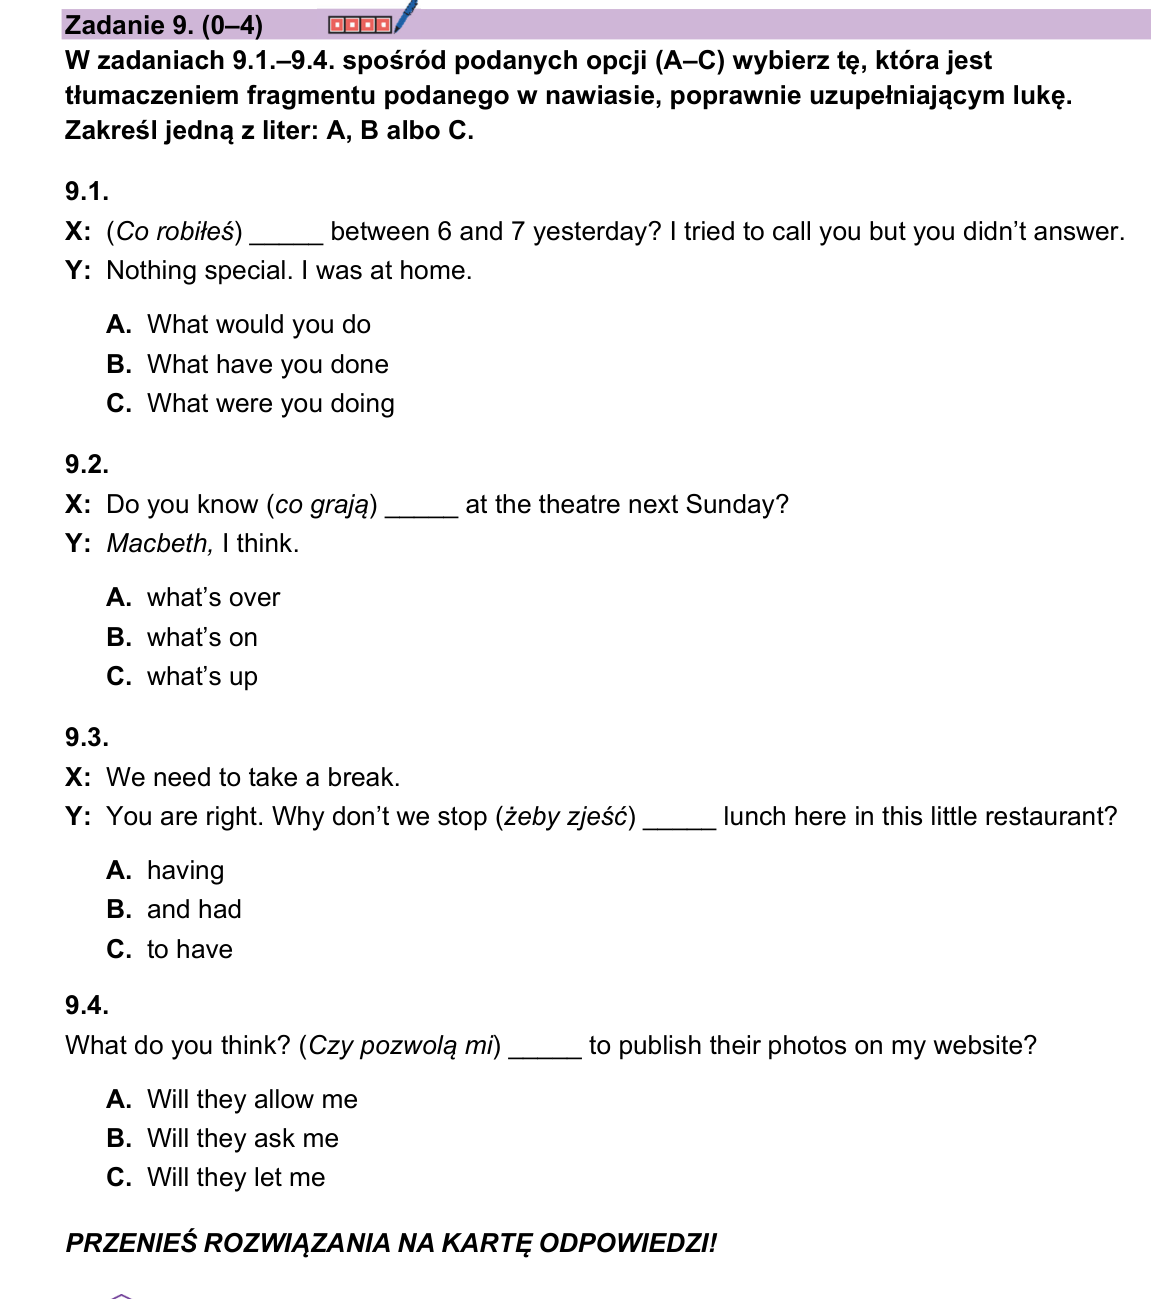 Zadanie 9. (0–4)
W zadaniach 9.1.–9.4. spośród podanych opcji (A–C) wybierz tę, która jest
tłumaczeniem fragmentu podanego w nawiasie, poprawnie uzupełniającym lukę.
Zakreśl jedną z liter: A, B albo C.
9.1.
X: (Co robiłeś) _____ between 6 and 7 yesterday? I tried to call you but you didn’t answer.
Y: Nothing special. I was at home.
A. What would you do
B. What have you done
C. What were you doing
9.2.
X: Do you know (co grają) _____ at the theatre next Sunday?
Y: Macbeth, I think.
A. what’s over
B. what’s on
C. what’s up
9.3.
X: We need to take a break.
Y: You are right. Why don’t we stop (żeby zjeść) _____ lunch here in this little restaurant?
A. having
B. and had
C. to have
9.4.
What do you think? (Czy pozwolą mi) _____ to publish their photos on my website?
A. Will they allow me
B. Will they ask me
C. Will they let me
PRZENIEŚ ROZWIĄZANIA NA KARTĘ ODPOWIEDZI!